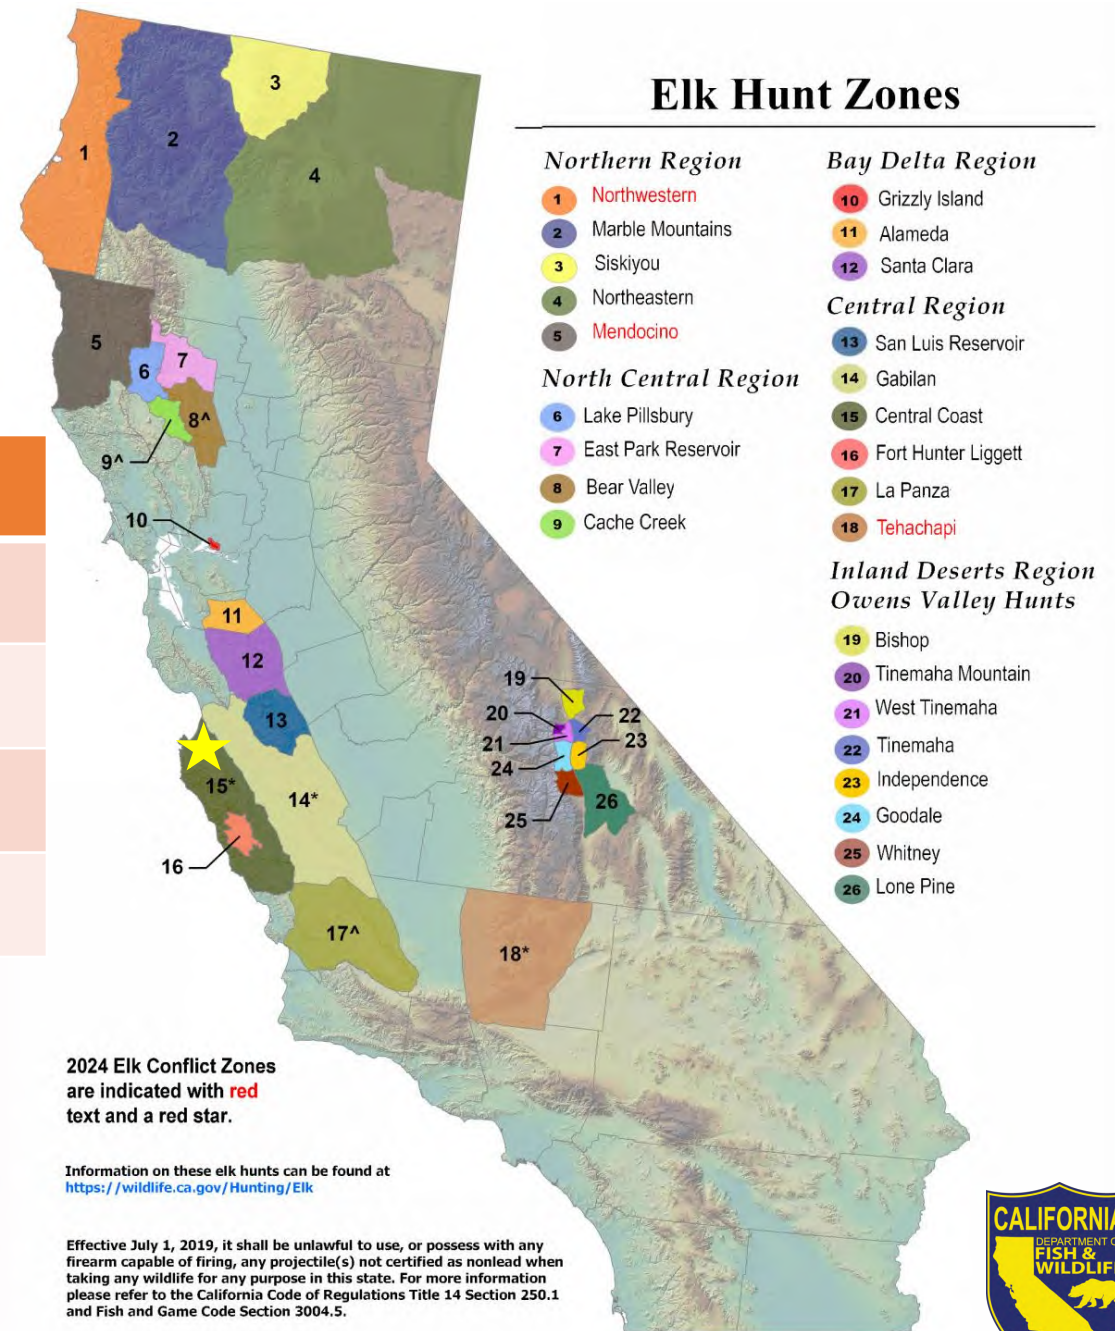 Elk Hunt Zones
Northern Region
1 Northwestern
2 Marble Mountains
3 Siskiyou
4 Northeastern
5 Mendocino
North Central Region
6 Lake Pillsbury
7 East Park Reservoir
8 Bear Valley
9 Cache Creek
Bay Delta Region
10 Grizzly Island
11 Alameda
12 Santa Clara
Central Region
13 San Luis Reservoir
14 Gabilan
15 Central Coast
16 Fort Hunter Liggett
17 La Panza
18 Tehachapi
Inland Deserts Region
Owens Valley Hunts
19 Bishop
20 Tinemaha Mountain
21 West Tinemaha
22 Tinemaha
23 Independence
24 Goodale
25 Whitney
26 Lone Pine
1
2
3
4
5
6
7
8^
9^
10
11
12
13
14*
15*
16
17^
18*
19
20
21
22
23
24
25
26
2024 Elk Conflict Zones
are indicated with red
text and a red star.
Information on these elk hunts can be found at
https://wildlife.ca.gov/Hunting/Elk
Effective July 1, 2019, it shall be unlawful to use, or possess with any
firearm capable of firing, any projectile(s) not certified as nonlead when
taking any wildlife for any purpose in this state. For more information
please refer to the California Code of Regulations Title 14 Section 250.1
and Fish and Game Code Section 3004.5.
CALIFORNIA
DEPARTMENT O
FISH &
WILDLIFE